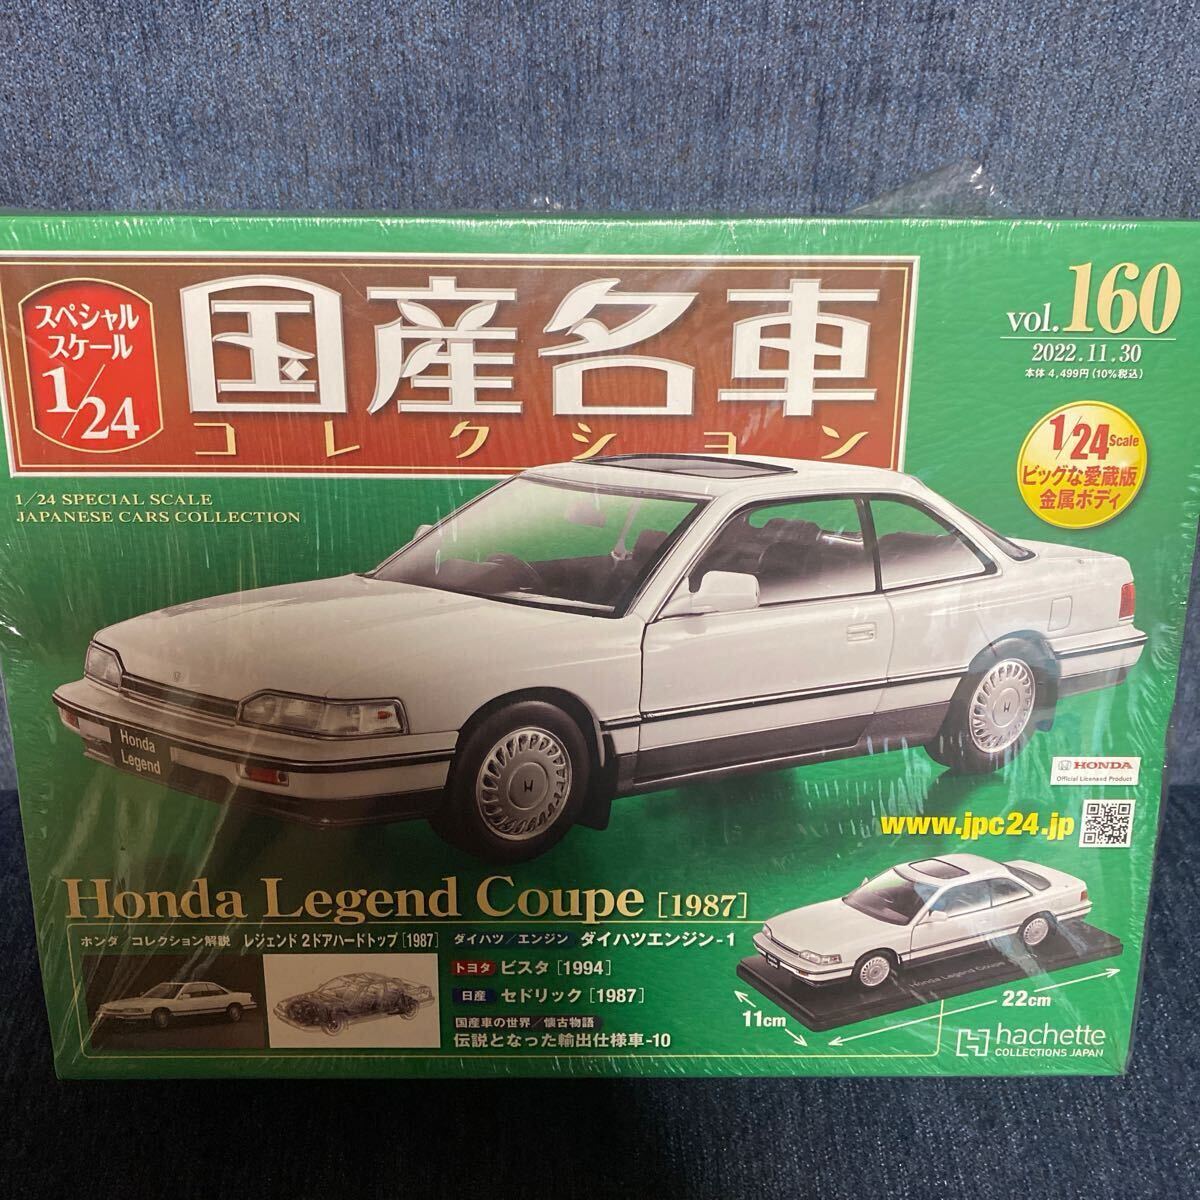 スペシャル
スケール
1/24
国産名車
コレクション
1/24 SPECIAL SCALE
JAPANESE CARS COLLECTION
vol.160
2022.11.30
本体 4,499円(10%税込)
1/24 Scale
ビッグな愛蔵版
金属ボディ
Honda
Legend
HONDA
Official Licensed Product
www.jpc24.jp
Honda Legend Coupe [1987]
ホンダ/コレクション解説 レジェンド 2ドアハードトップ [1987]
ダイハツ/エンジン ダイハツエンジン-1
トヨタ ビスタ [1994]
日産 セドリック [1987]
国産車の世界/懐古物語
伝説となった輸出仕様車-10
Honda Legend Coupe
11cm
22cm
hachette
COLLECTIONS JAPAN